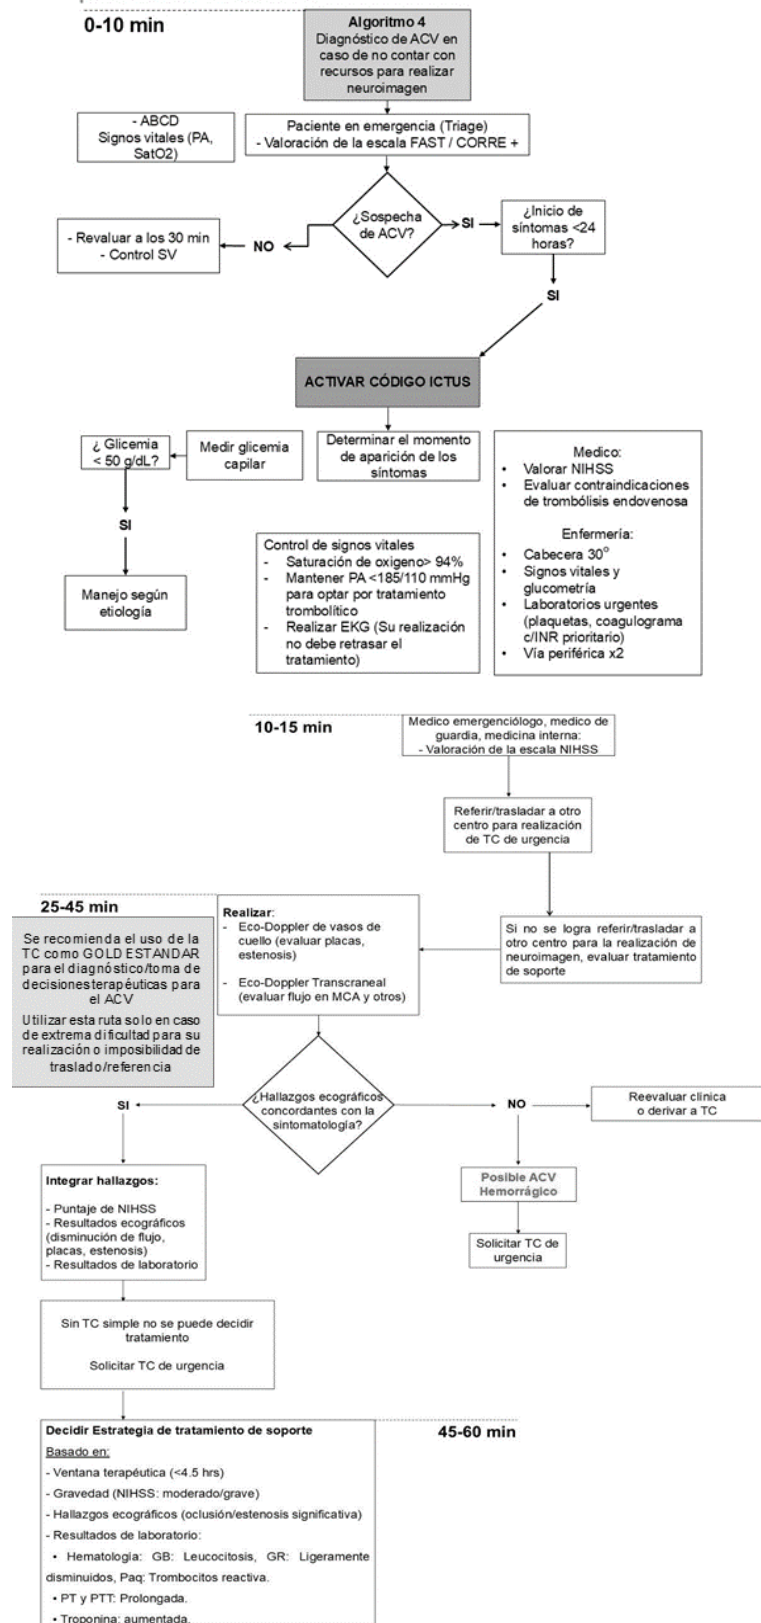 0-10 min
Algoritmo 4
Diagnóstico de ACV en
caso de no contar con
recursos para realizar
neuroimagen
- ABCD
Signos vitales (PA,
SatO2)
Paciente en emergencia (Triage)
- Valoración de la escala FAST / CORRE +
¿Sospecha
de ACV?
SI
¿Inicio de
síntomas <24
horas?
NO
- Revaluar a los 30 min
- Control SV
SI
ACTIVAR CÓDIGO ICTUS
¿ Glicemia
< 50 g/dL?
Medir glicemia
capilar
Determinar el momento
de aparición de los
síntomas
Medico:
• Valorar NIHSS
• Evaluar contraindicaciones
de trombólisis endovenosa
Enfermería:
• Cabecera 30°
• Signos vitales y
glucometría
• Laboratorios urgentes
(plaquetas, coagulograma
c/INR prioritario)
• Vía periférica x2
SI
Manejo según
etiología
Control de signos vitales
- Saturación de oxigeno> 94%
- Mantener PA <185/110 mmHg
para optar por tratamiento
trombolítico
- Realizar EKG (Su realización
no debe retrasar el
tratamiento)
10-15 min
Medico emergenciólogo, medico de
guardia, medicina interna:
- Valoración de la escala NIHSS
Referir/trasladar a otro
centro para realización
de TC de urgencia
Si no se logra referir/trasladar a
otro centro para la realización de
neuroimagen, evaluar tratamiento
de soporte
25-45 min
Se recomienda el uso de la
TC como GOLD ESTANDAR
para el diagnóstico/toma de
decisiones terapéuticas para
el ACV
Utilizar esta ruta solo en caso
de extrema dificultad para su
realización o imposibilidad de
traslado/referencia
Realizar:
- Eco-Doppler de vasos de
cuello (evaluar placas,
estenosis)
- Eco-Doppler Transcraneal
(evaluar flujo en MCA y otros)
¿Hallazgos ecográficos
concordantes con la
sintomatología?
SI
NO
Reevaluar clínica
o derivar a TC
Posible ACV
Hemorrágico
Solicitar TC de
urgencia
Integrar hallazgos:
- Puntaje de NIHSS
- Resultados ecográficos
(disminución de flujo,
placas, estenosis)
- Resultados de laboratorio
Sin TC simple no se puede decidir
tratamiento
Solicitar TC de urgencia
45-60 min
Decidir Estrategia de tratamiento de soporte
Basado en:
- Ventana terapéutica (<4.5 hrs)
- Gravedad (NIHSS: moderado/grave)
- Hallazgos ecográficos (oclusión/estenosis significativa)
- Resultados de laboratorio:
• Hematología: GB: Leucocitosis, GR: Ligeramente
disminuidos, Paq: Trombocitos reactiva.
• PT y PTT: Prolongada.
• Troponina: aumentada.